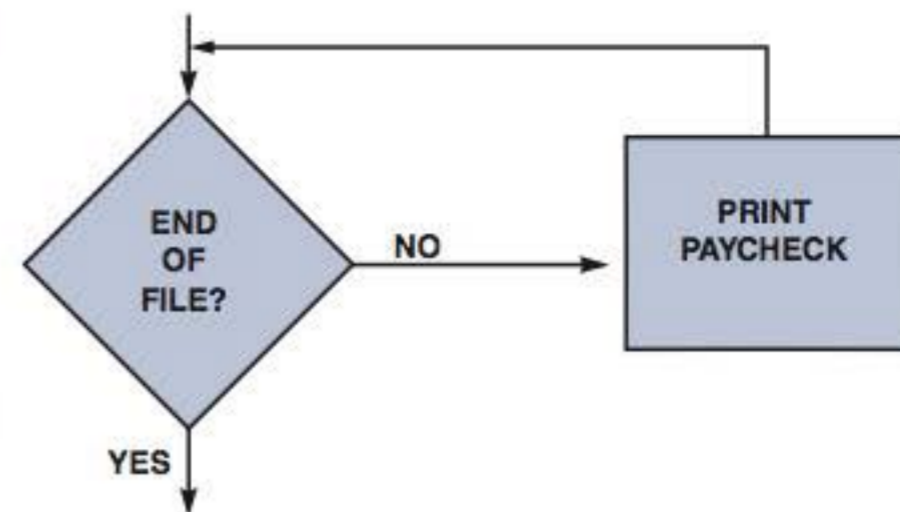 END
OF
FILE?
NO
PRINT
PAYCHECK
YES